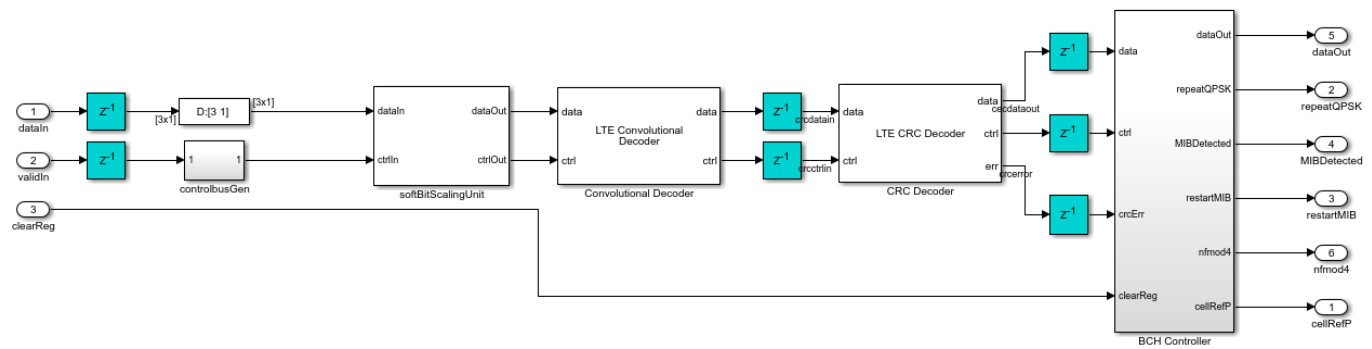 1
dataIn
2
validIn
3
clearReg
z-1
z-1
[3x1]
D:[3 1]
[3x1]
1 1
controlbusGen
dataIn
dataOut
ctrlIn
ctrlOut
softBitScalingUnit
data
data
LTE Convolutional
Decoder
ctrl
ctrl
Convolutional Decoder
z-1
crcdatain
z-1
crcctrlin
data
data
cecdataout
LTE CRC Decoder
ctrl
ctrl
err
crcerror
CRC Decoder
z-1
z-1
z-1
data
dataOut
repeatQPSK
ctrl
MIBDetected
restartMIB
crcErr
nfmod4
clearReg
cellRefP
BCH Controller
5
dataOut
2
repeatQPSK
4
MIBDetected
3
restartMIB
6
nfmod4
1
cellRefP